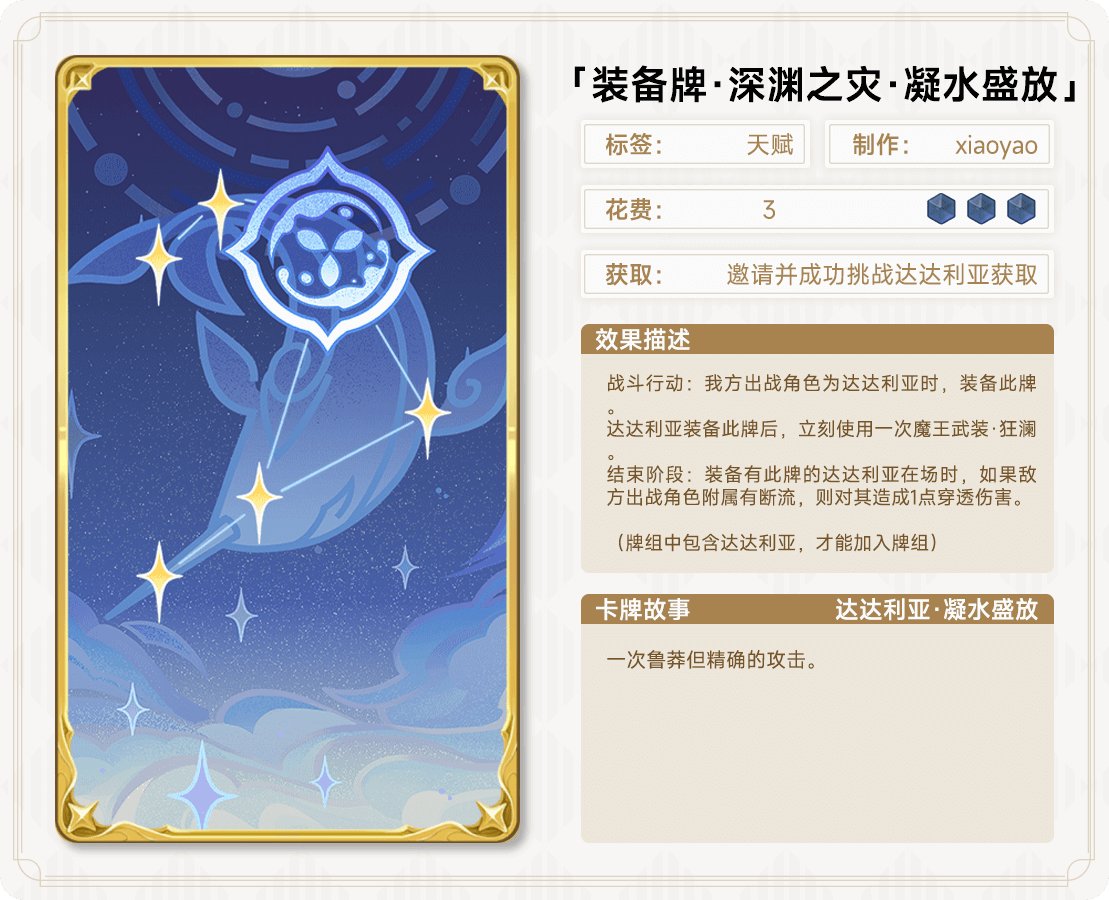 「装备牌·深渊之灾·凝水盛放」
标签： 天赋
制作： xiaoyao
花费： 3
获取： 邀请并成功挑战达达利亚获取
效果描述
战斗行动：我方出战角色为达达利亚时，装备此牌
。
达达利亚装备此牌后，立刻使用一次魔王武装·狂澜
。
结束阶段：装备有此牌的达达利亚在场时，如果敌
方出战角色附属有断流，则对其造成1点穿透伤害。
（牌组中包含达达利亚，才能加入牌组）
卡牌故事 达达利亚·凝水盛放
一次鲁莽但精确的攻击。